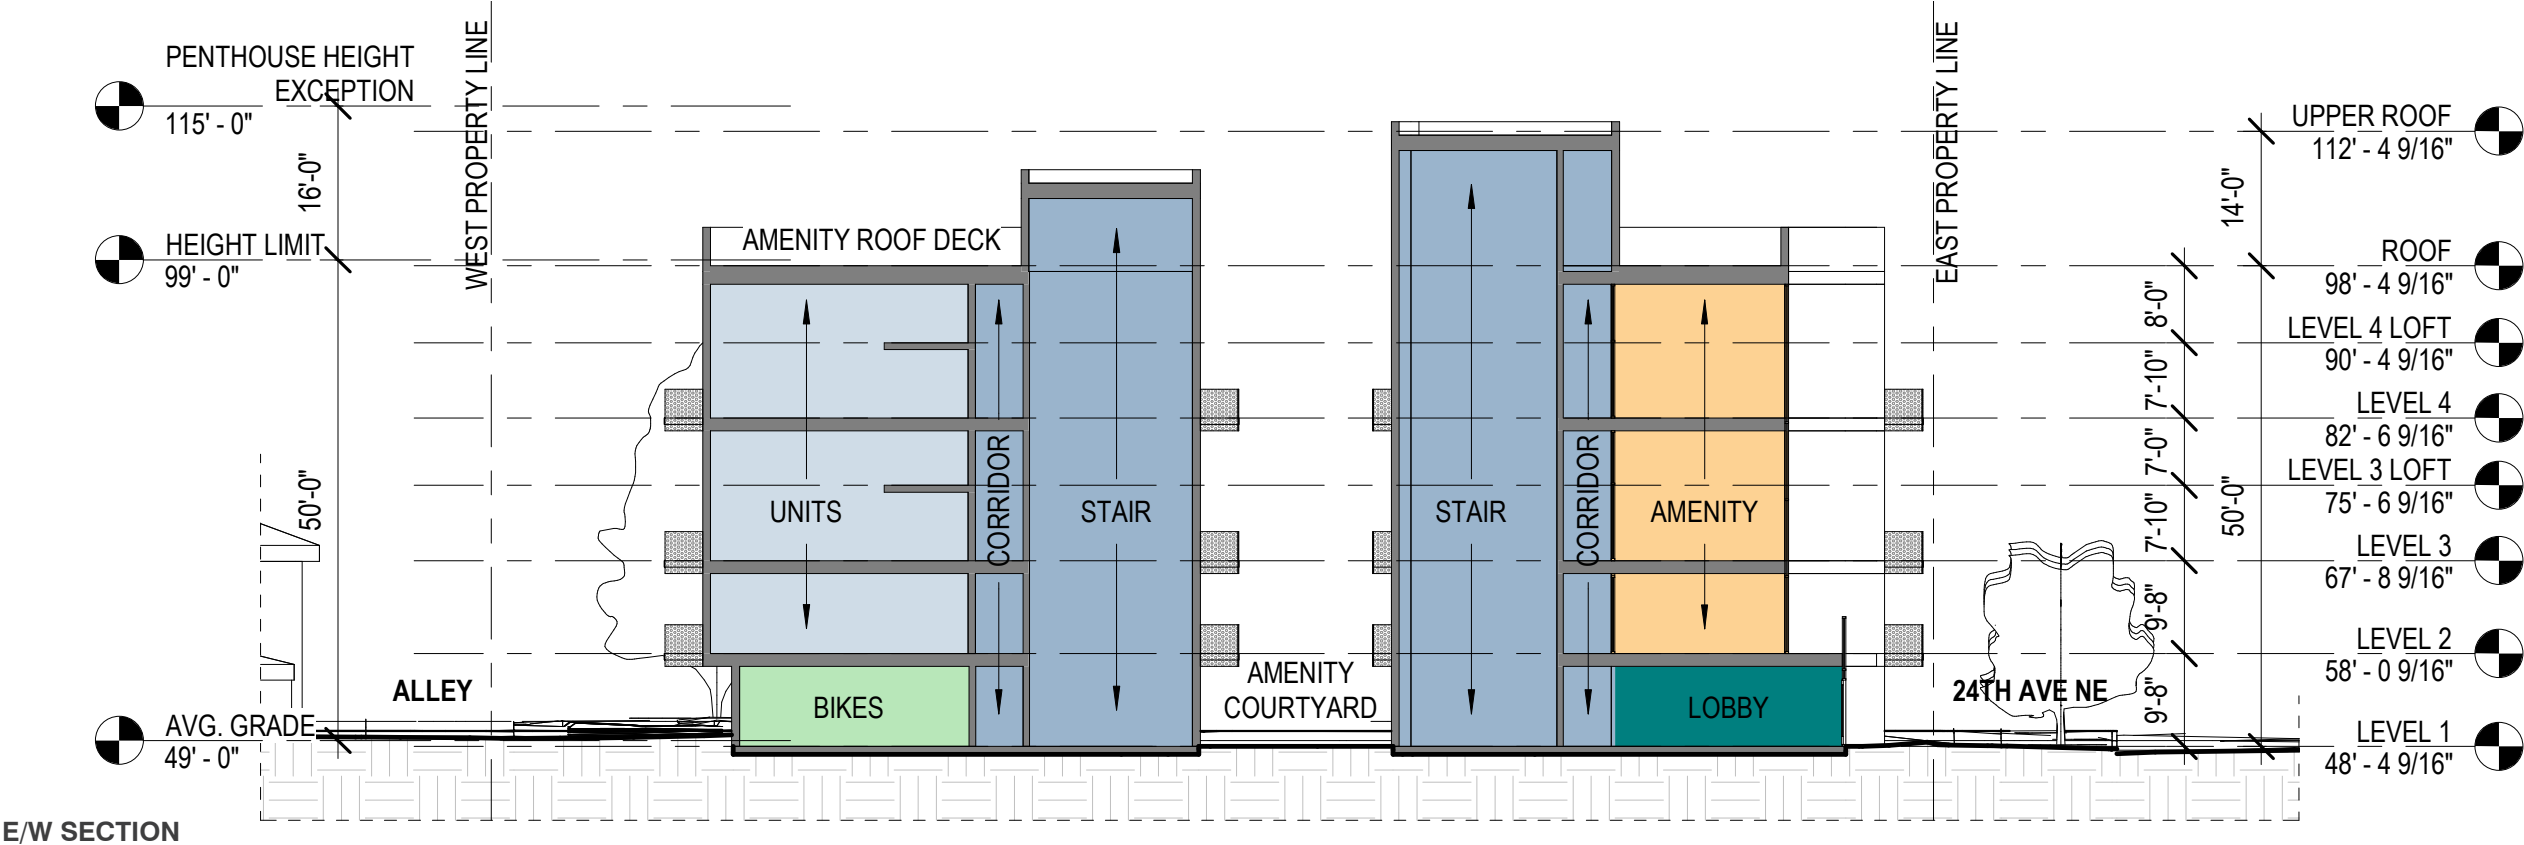 PENTHOUSE HEIGHT
EXCEPTION
115' - 0"
16'-0"
HEIGHT LIMIT
99' - 0"
50'-0"
AVG. GRADE
49' - 0"
WEST PROPERTY LINE
ALLEY
AMENITY ROOF DECK
UNITS
CORRIDOR
STAIR
BIKES
AMENITY
COURTYARD
STAIR
CORRIDOR
AMENITY
LOBBY
EAST PROPERTY LINE
24TH AVE NE
8'-0"
7'-10"
7'-0"
7'-10"
9'-8"
9'-8"
14'-0"
50'-0"
UPPER ROOF
112' - 4 9/16"
ROOF
98' - 4 9/16"
LEVEL 4 LOFT
90' - 4 9/16"
LEVEL 4
82' - 6 9/16"
LEVEL 3 LOFT
75' - 6 9/16"
LEVEL 3
67' - 8 9/16"
LEVEL 2
58' - 0 9/16"
LEVEL 1
48' - 4 9/16"
E/W SECTION